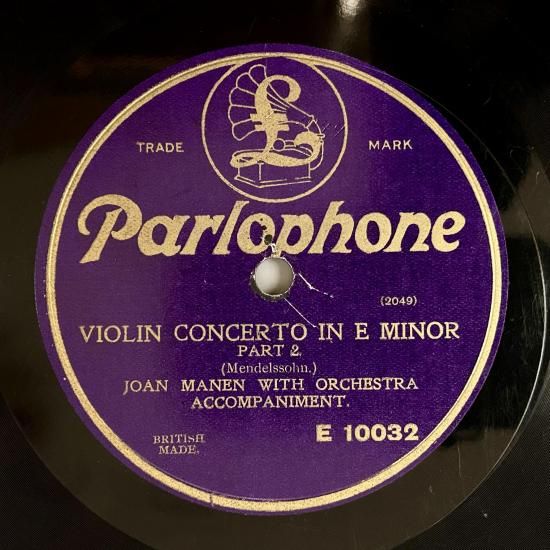 TRADE MARK
Parlophone
(2049)
VIOLIN CONCERTO IN E MINOR
PART 2.
(Mendelssohn.)
JOAN MANEN WITH ORCHESTRA
ACCOMPANIMENT.
E 10032
BRITISH
MADE.